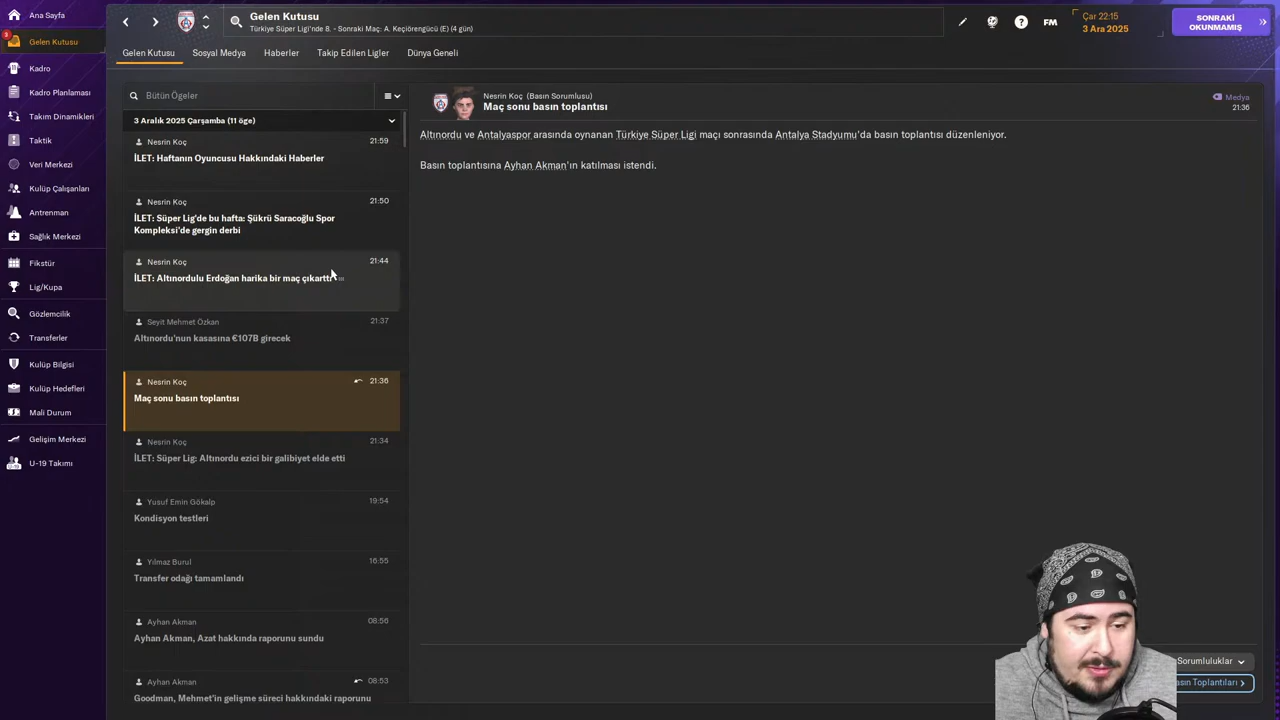 Ana Sayfa
3
Gelen Kutusu
Kadro
Kadro Planlaması
Takım Dinamikleri
Taktik
Veri Merkezi
Kulüp Çalışanları
Antrenman
Sağlık Merkezi
Fikstür
Lig/Kupa
Gözlemcilik
Transferler
Kulüp Bilgisi
Kulüp Hedefleri
Mali Durum
Gelişim Merkezi
U-19 Takımı
Gelen Kutusu
Türkiye Süper Ligi'nde 8. - Sonraki Maç: A. Keçiörengücü (E) (4 gün)
FM
Çar 22:15
3 Ara 2025
SONRAKİ
OKUNMAMIŞ
Gelen Kutusu
Sosyal Medya
Haberler
Takip Edilen Ligler
Dünya Geneli
Bütün Ögeler
3 Aralık 2025 Çarşamba (11 öge)
Nesrin Koç 21:59
İLET: Haftanın Oyuncusu Hakkındaki Haberler
Nesrin Koç 21:50
İLET: Süper Lig'de bu hafta: Şükrü Saracoğlu Spor
Kompleksi'de gergin derbi
Nesrin Koç 21:44
İLET: Altınordulu Erdoğan harika bir maç çıkarttı
Seyit Mehmet Özkan 21:37
Altınordu'nun kasasına €107B girecek
Nesrin Koç 21:36
Maç sonu basın toplantısı
Nesrin Koç 21:34
İLET: Süper Lig: Altınordu ezici bir galibiyet elde etti
Yusuf Emin Gökalp 19:54
Kondisyon testleri
Yılmaz Burul 16:55
Transfer odağı tamamlandı
Ayhan Akman 08:56
Ayhan Akman, Azat hakkında raporunu sundu
Ayhan Akman 08:53
Goodman, Mehmet'in gelişme süreci hakkındaki raporunu
Nesrin Koç (Basın Sorumlusu)
Maç sonu basın toplantısı
Medya
21:36
Altınordu ve Antalyaspor arasında oynanan Türkiye Süper Ligi maçı sonrasında Antalya Stadyumu'da basın toplantısı düzenleniyor.
Basın toplantısına Ayhan Akman'ın katılması istendi.
Sorumluluklar
Basın Toplantıları